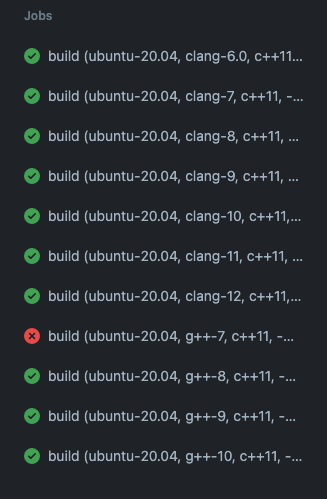 Jobs
build (ubuntu-20.04, clang-6.0, c++11...
build (ubuntu-20.04, clang-7, c++11, -...
build (ubuntu-20.04, clang-8, c++11, ...
build (ubuntu-20.04, clang-9, c++11, ...
build (ubuntu-20.04, clang-10, c++11,...
build (ubuntu-20.04, clang-11, c++11, ...
build (ubuntu-20.04, clang-12, c++11,...
build (ubuntu-20.04, g++-7, c++11, -...
build (ubuntu-20.04, g++-8, c++11, -...
build (ubuntu-20.04, g++-9, c++11, -...
build (ubuntu-20.04, g++-10, c++11, -...